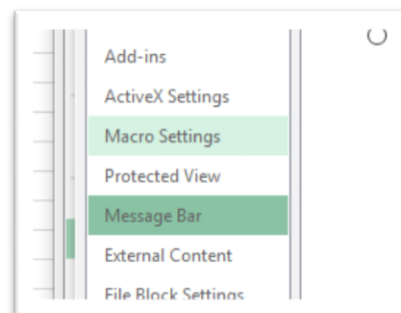 Add-ins
ActiveX Settings
Macro Settings
Protected View
Message Bar
External Content
File Block Settings